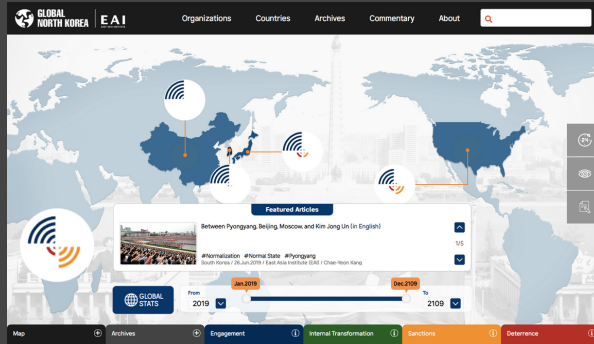 GLOBAL
NORTH KOREA
EAI
Organizations
Countries
Archives
Commentary
About
Featured Articles
Between Pyongyang, Beijing, Moscow, and Kim Jong Un (in English)
1/5
#Normalization #Normal State #Pyongyang
South Korea / 26.Jun.2019 / East Asia Institute (EAI) / Chae-Yeon Kang
Jan.2019
Dec.2109
GLOBAL
STATS
From
2019
To
2109
Map
Archives
Engagement
Internal Transformation
Sanctions
Deterrence